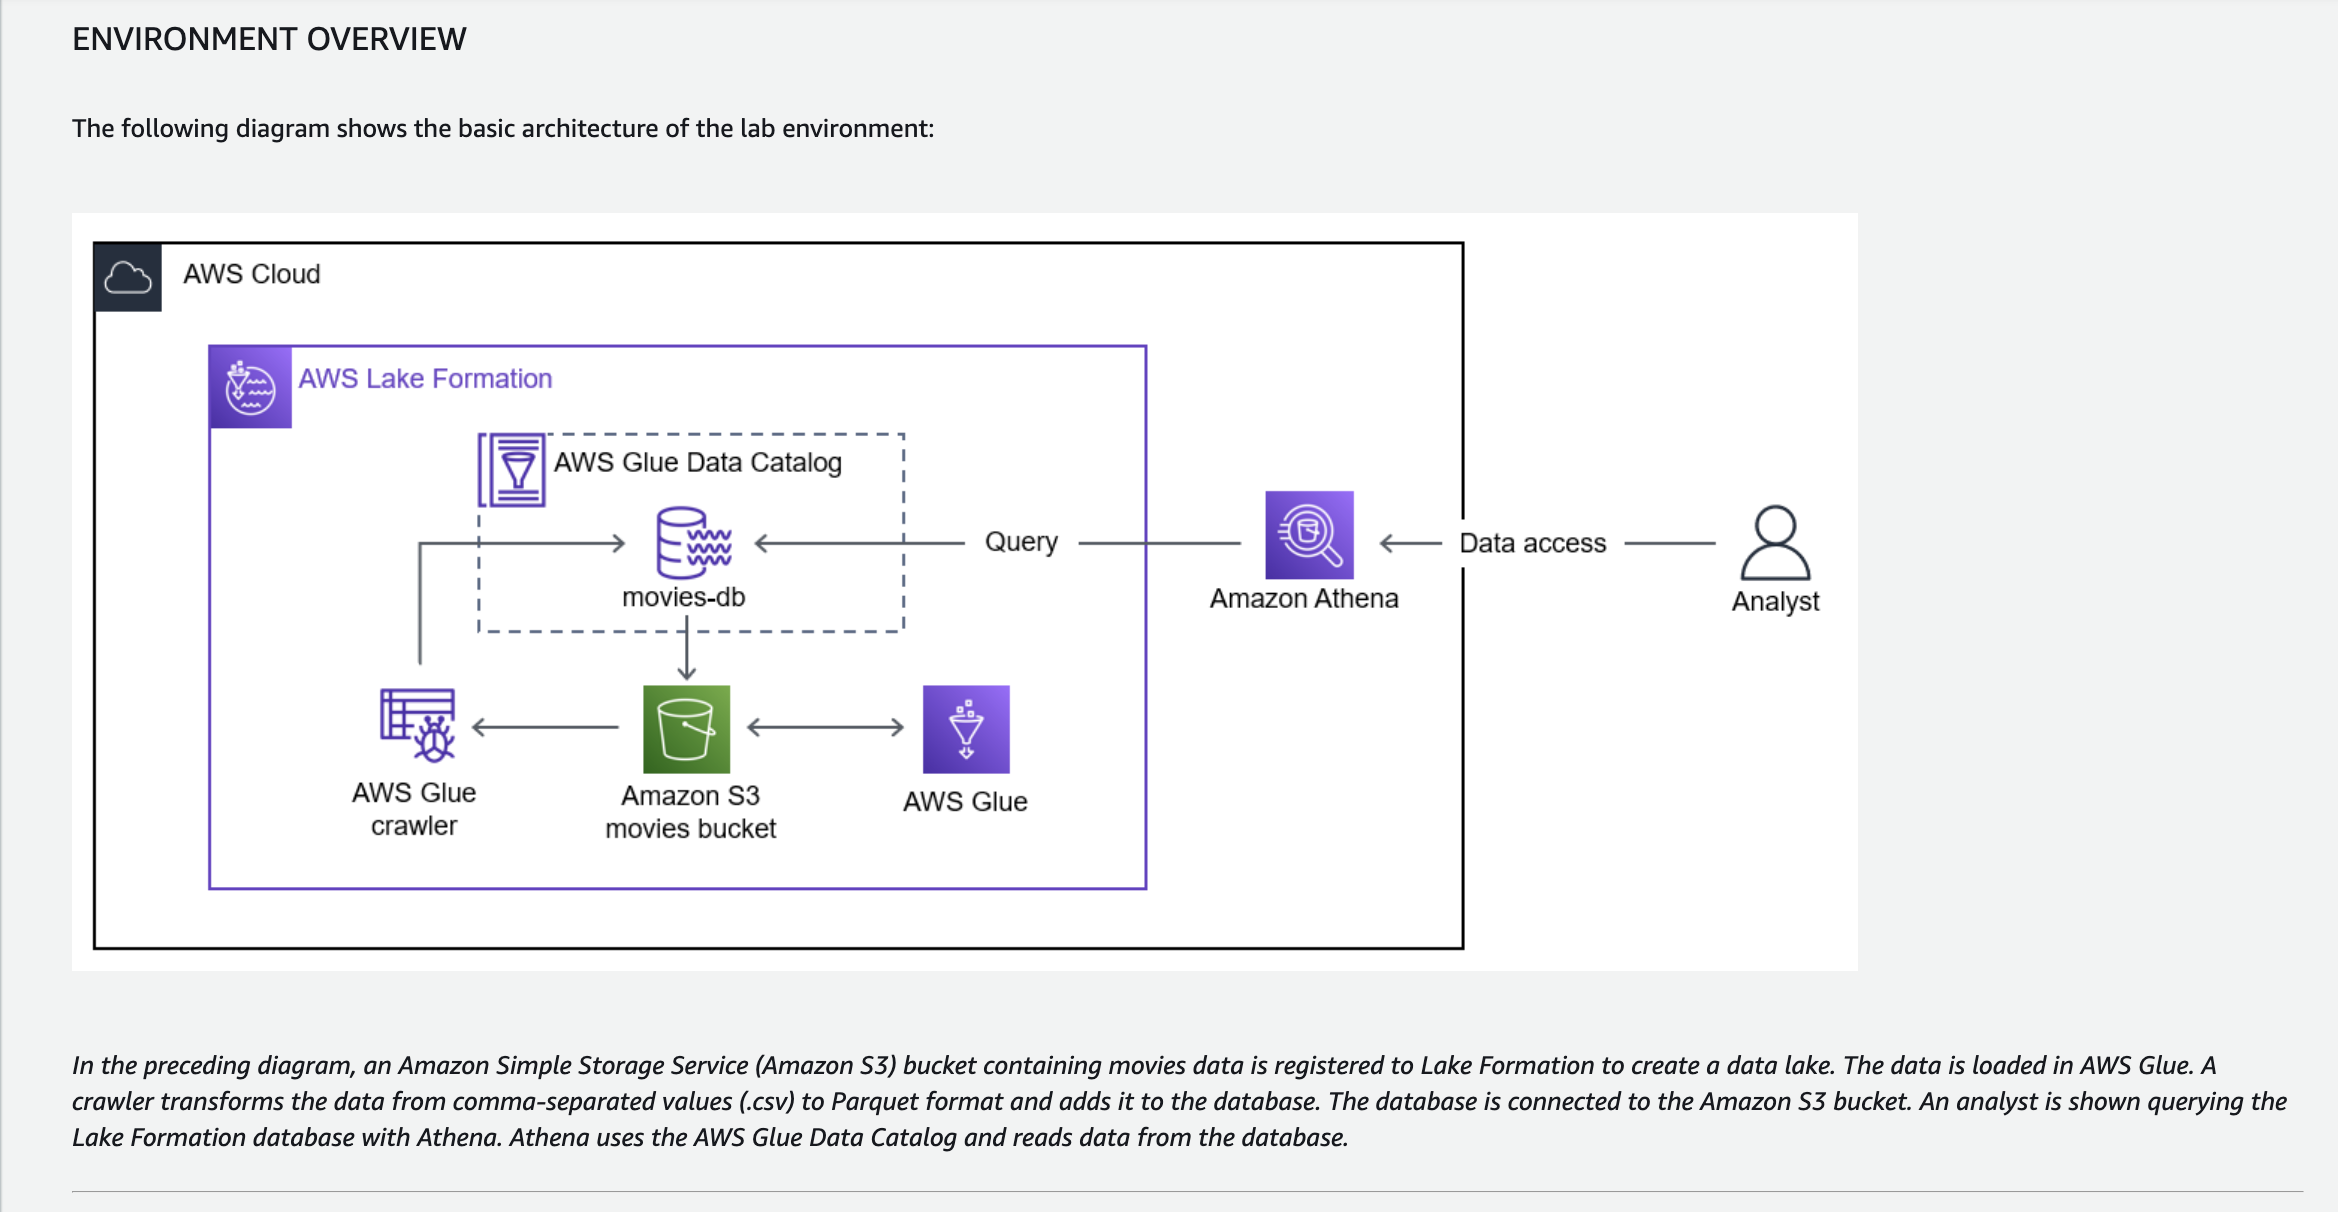 ENVIRONMENT OVERVIEW
The following diagram shows the basic architecture of the lab environment:
AWS Cloud
AWS Lake Formation
AWS Glue Data Catalog
movies-db
Query
Amazon Athena
Data access
Analyst
AWS Glue
crawler
Amazon S3
movies bucket
AWS Glue
In the preceding diagram, an Amazon Simple Storage Service (Amazon S3) bucket containing movies data is registered to Lake Formation to create a data lake. The data is loaded in AWS Glue. A
crawler transforms the data from comma-separated values (.csv) to Parquet format and adds it to the database. The database is connected to the Amazon S3 bucket. An analyst is shown querying the
Lake Formation database with Athena. Athena uses the AWS Glue Data Catalog and reads data from the database.